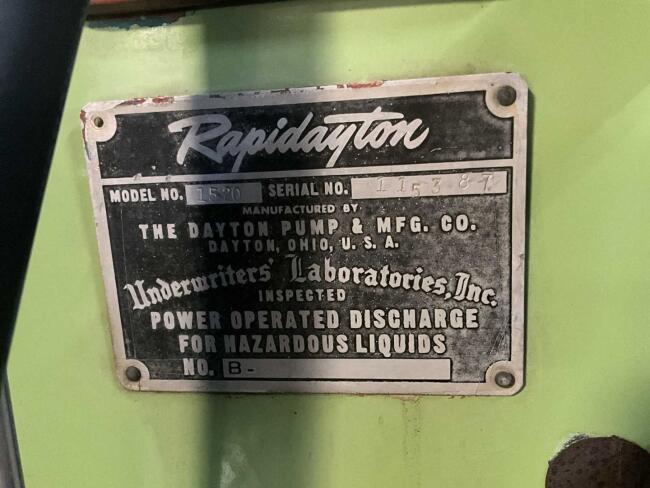 Rapidayton
MODEL NO. 1520 SERIAL NO. 115387
MANUFACTURED BY
THE DAYTON PUMP & MFG. CO.
DAYTON, OHIO, U. S. A.
Underwriters' Laboratories, Inc.
INSPECTED
POWER OPERATED DISCHARGE
FOR HAZARDOUS LIQUIDS
NO. B-